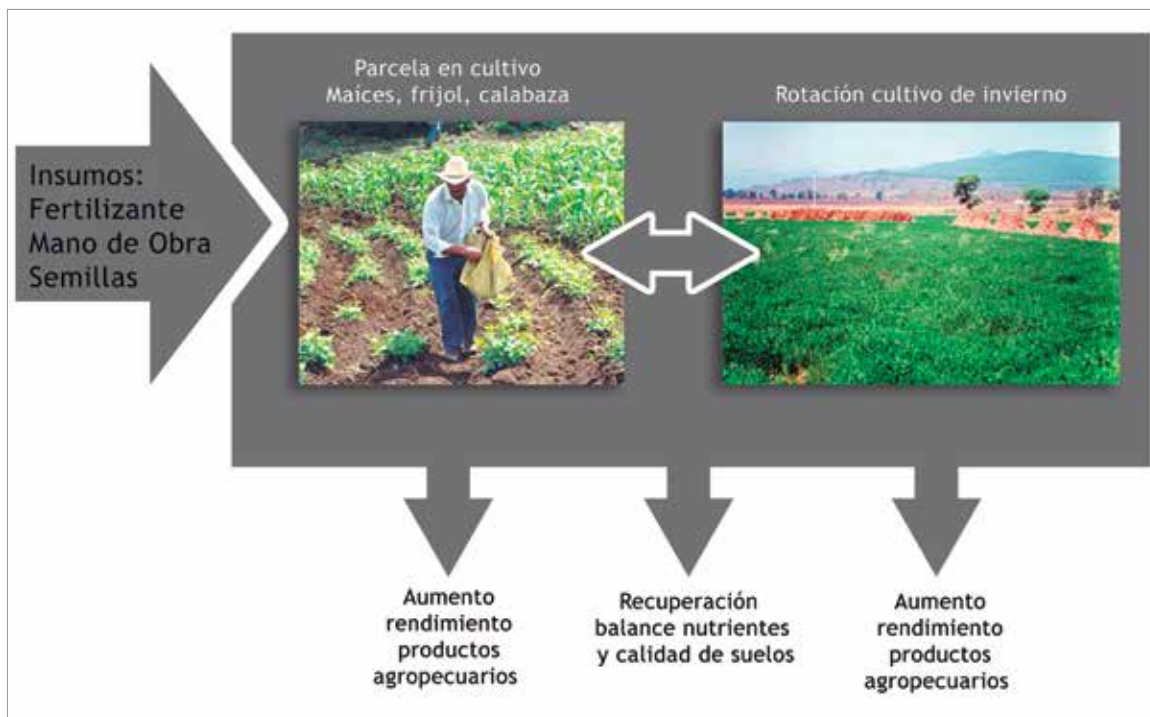 Insumos:
Fertilizante
Mano de Obra
Semillas
Parcela en cultivo
Maíces, frijol, calabaza
Rotación cultivo de invierno
Aumento
rendimiento
productos
agropecuarios
Recuperación
balance nutrientes
y calidad de suelos
Aumento
rendimiento
productos
agropecuarios